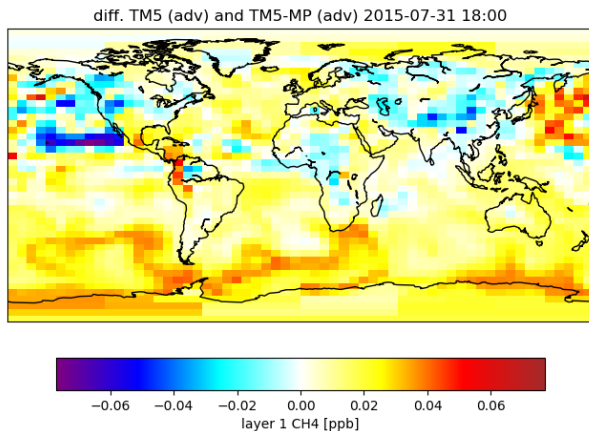 diff. TM5 (adv) and TM5-MP (adv) 2015-07-31 18:00
−0.06 −0.04 −0.02 0.00 0.02 0.04 0.06
layer 1 CH4 [ppb]